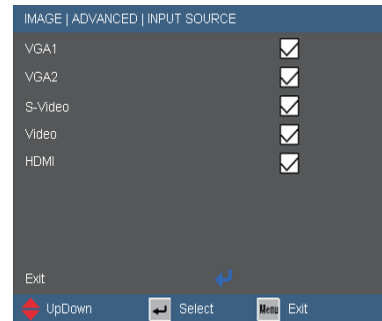 IMAGE | ADVANCED | INPUT SOURCE
VGA1
VGA2
S-Video
Video
HDMI
Exit
UpDown Select Menu Exit